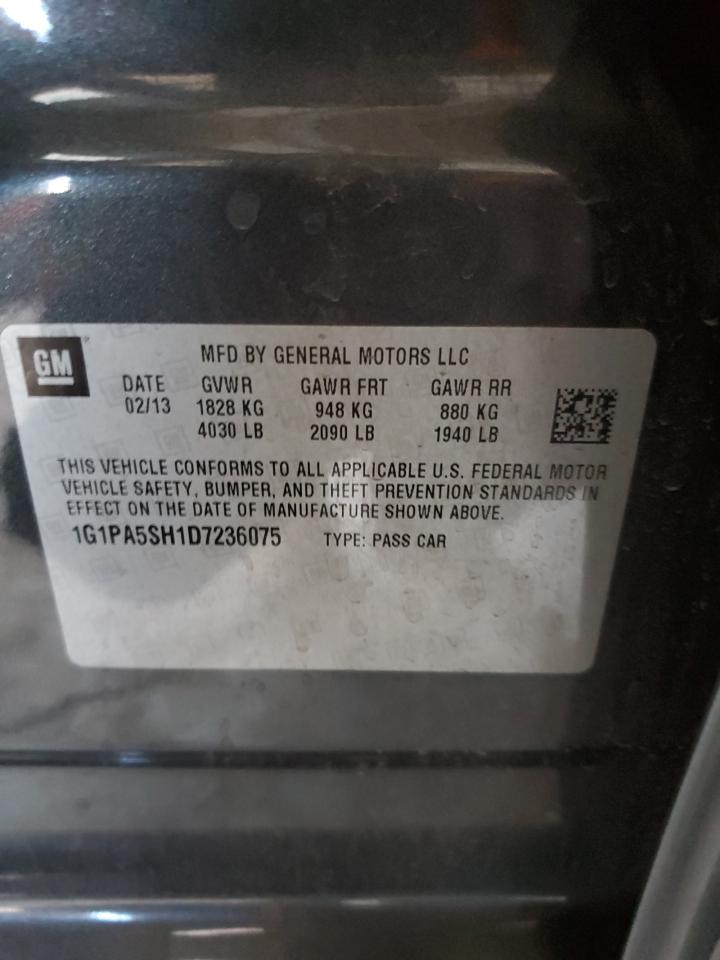 GM
MFD BY GENERAL MOTORS LLC
DATE GVWR GAWR FRT GAWR RR
02/13 1828 KG 948 KG 880 KG
4030 LB 2090 LB 1940 LB
THIS VEHICLE CONFORMS TO ALL APPLICABLE U.S. FEDERAL MOTOR
VEHICLE SAFETY, BUMPER, AND THEFT PREVENTION STANDARDS IN
EFFECT ON THE DATE OF MANUFACTURE SHOWN ABOVE.
1G1PA5SH1D7236075 TYPE: PASS CAR